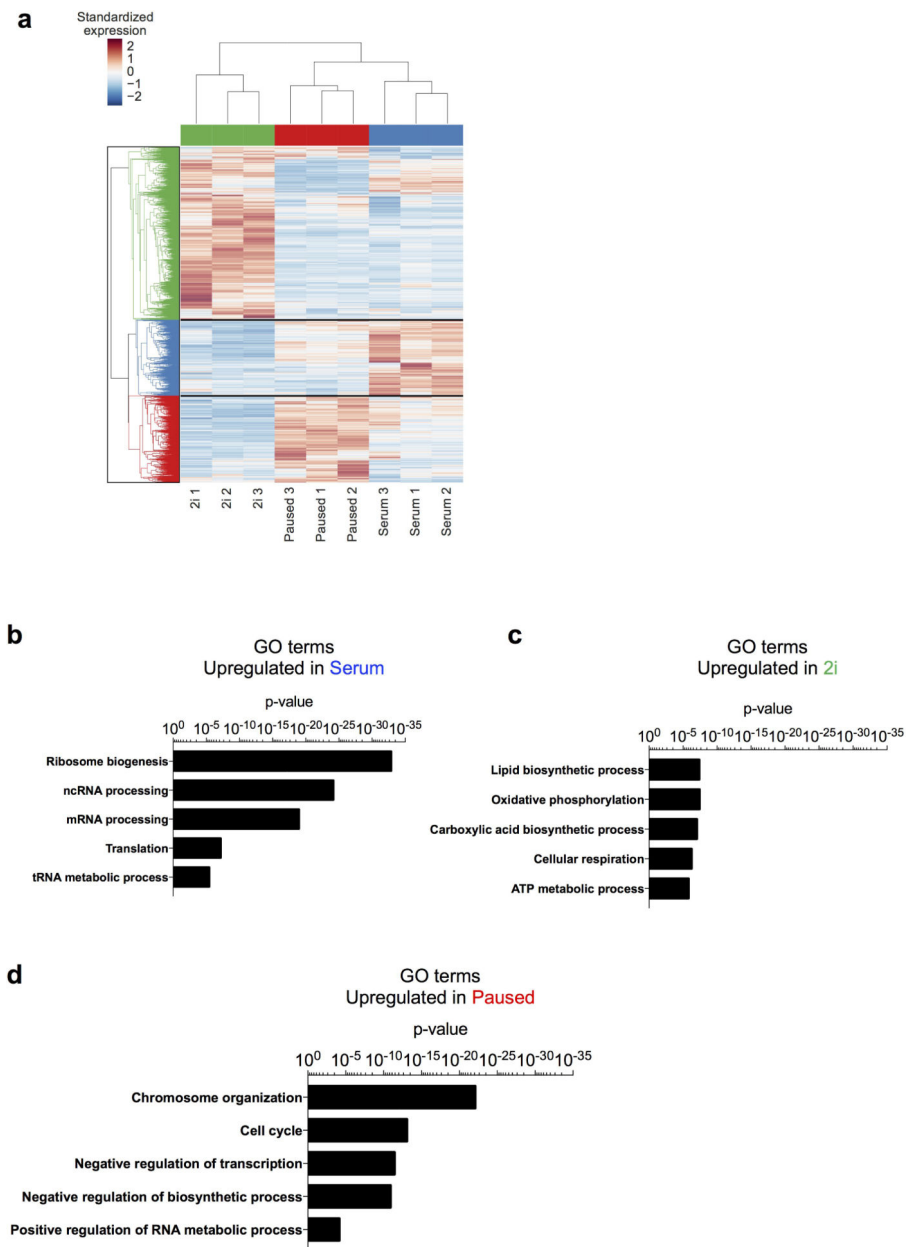 a
Standardized
expression
2
1
0
−1
−2
2i 1
2i 2
2i 3
Paused 3
Paused 1
Paused 2
Serum 3
Serum 1
Serum 2
b
GO terms
Upregulated in Serum
p-value
10^0 10^-5 10^-10 10^-15 10^-20 10^-25 10^-30 10^-35
Ribosome biogenesis
ncRNA processing
mRNA processing
Translation
tRNA metabolic process
c
GO terms
Upregulated in 2i
p-value
10^0 10^-5 10^-10 10^-15 10^-20 10^-25 10^-30 10^-35
Lipid biosynthetic process
Oxidative phosphorylation
Carboxylic acid biosynthetic process
Cellular respiration
ATP metabolic process
d
GO terms
Upregulated in Paused
p-value
10^0 10^-5 10^-10 10^-15 10^-20 10^-25 10^-30 10^-35
Chromosome organization
Cell cycle
Negative regulation of transcription
Negative regulation of biosynthetic process
Positive regulation of RNA metabolic process